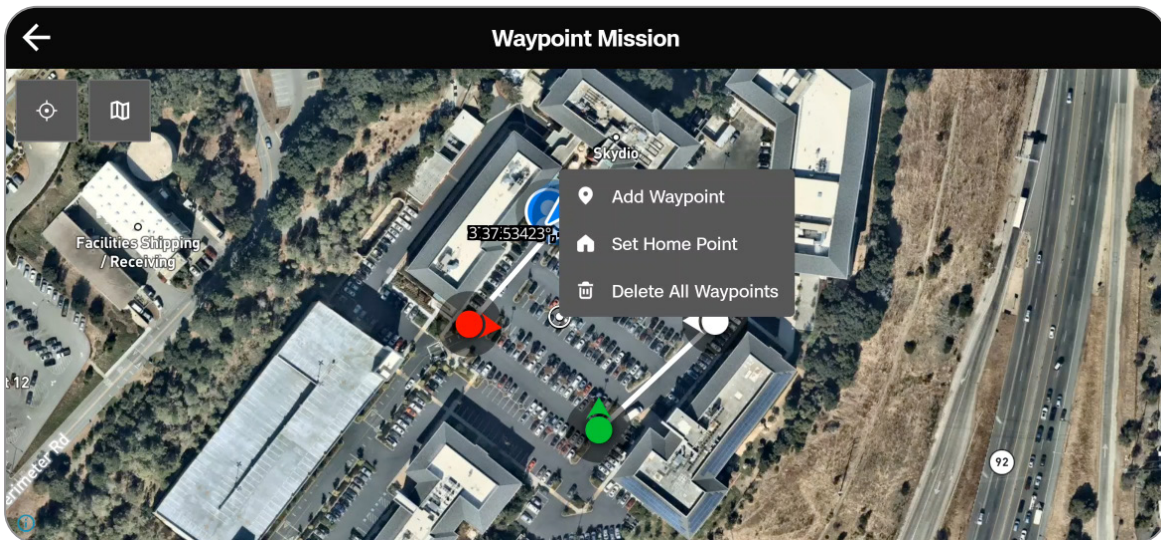 Waypoint Mission
Skydio
Add Waypoint
3 37.53423°,
Set Home Point
Facilities Shipping
/ Receiving
Delete All Waypoints
t 12
erimeter Rd
92